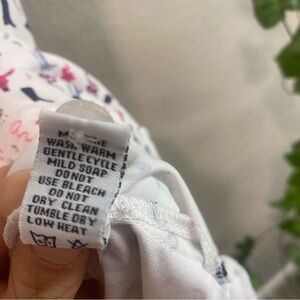 WASH WARM
GENTLE CYCLE
MILD SOAP
DO NOT
USE BLEACH
DO NOT
DRY CLEAN
TUMBLE DRY
LOW HEAT